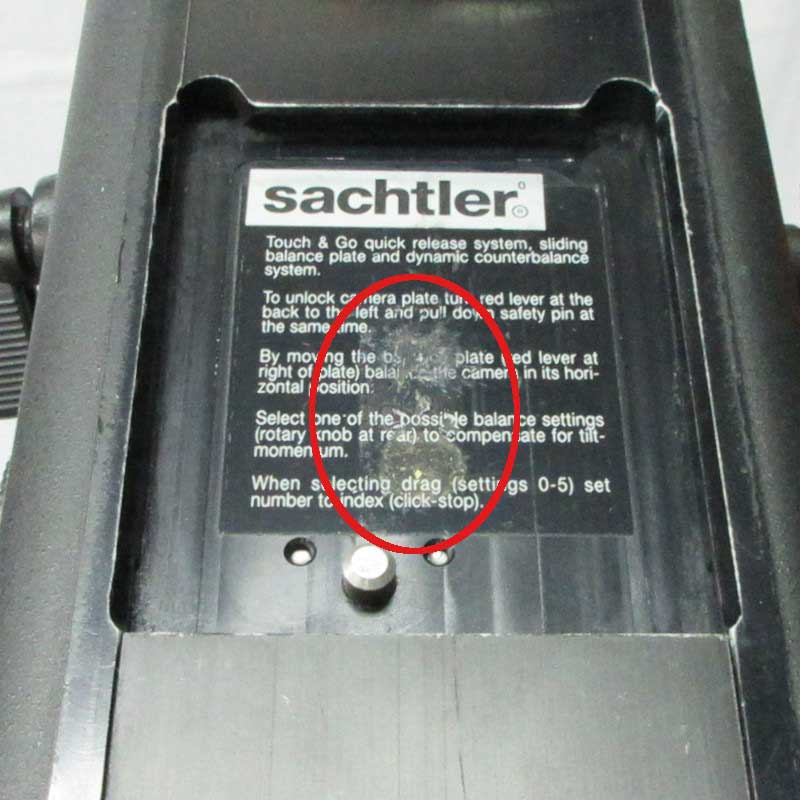 sachtler®
Touch & Go quick release system, sliding
balance plate and dynamic counterbalance
system.
To unlock camera plate turn red lever at the
back to the left and pull down safety pin at
the same time.
By moving the plate (red lever at
right of plate) balance the camera in its hori-
zontal position.
Select one of the possible balance settings
(rotary knob at rear) to compensate for tilt-
momentum.
When selecting drag (settings 0-5) set
number to index (click-stop).